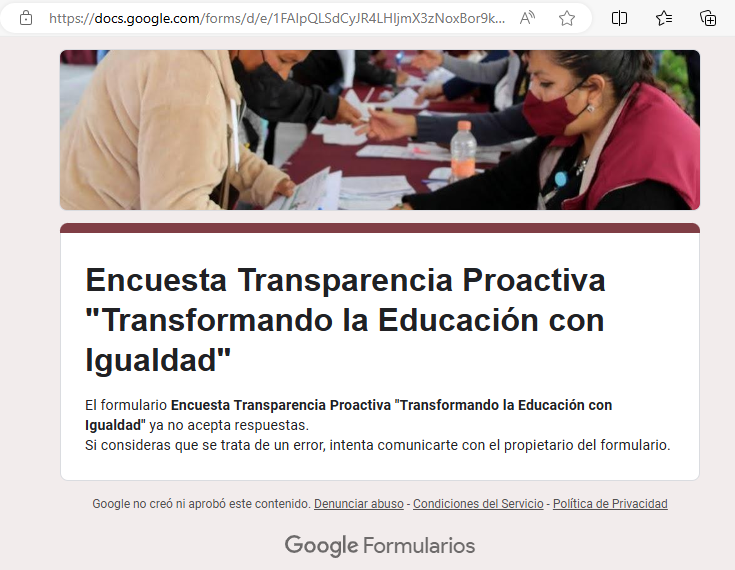 https://docs.google.com/forms/d/e/1FAIpQLSdCyJR4LHIjmX3zNoxBor9k...
Encuesta Transparencia Proactiva
"Transformando la Educación con
Igualdad"
El formulario Encuesta Transparencia Proactiva "Transformando la Educación con
Igualdad" ya no acepta respuestas.
Si consideras que se trata de un error, intenta comunicarte con el propietario del formulario.
Google no creó ni aprobó este contenido. Denunciar abuso - Condiciones del Servicio - Política de Privacidad
Google Formularios